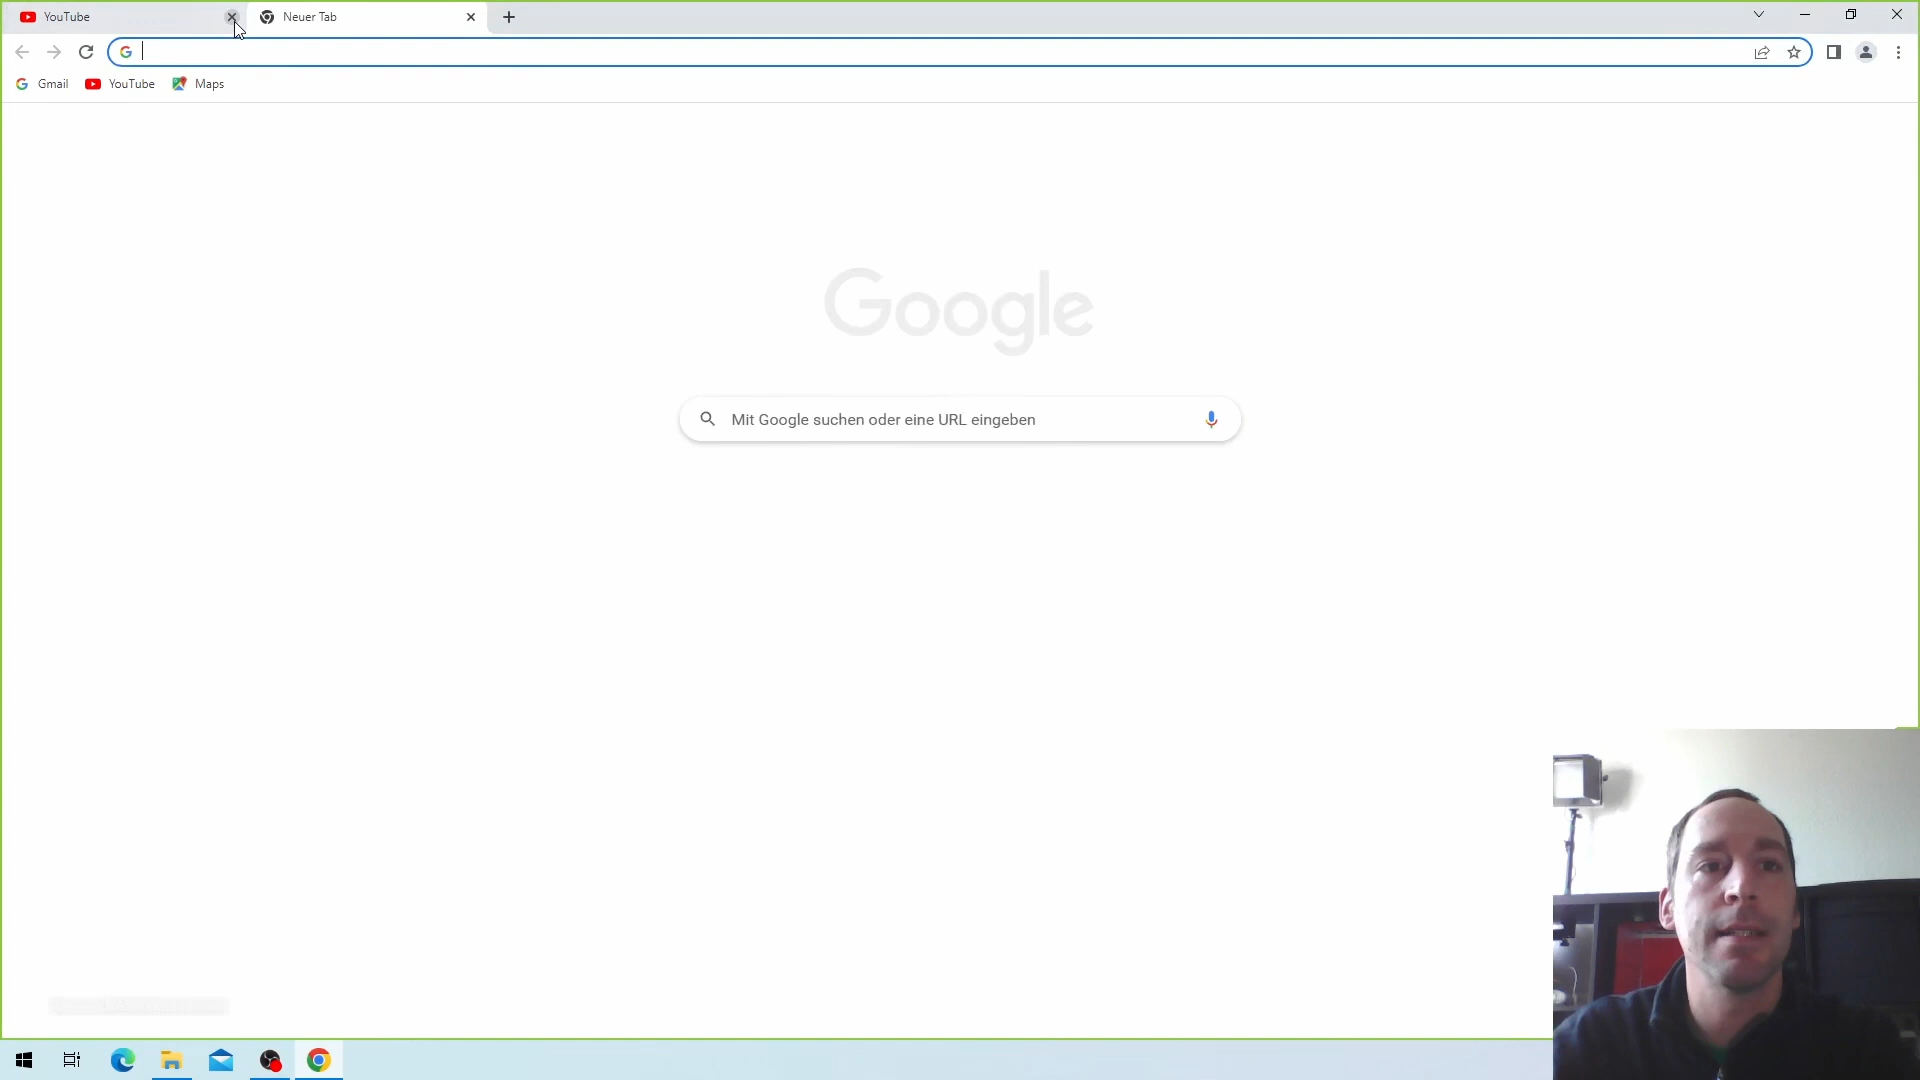 YouTube
Neuer Tab
Gmail
YouTube
Maps
Google
Mit Google suchen oder eine URL eingeben